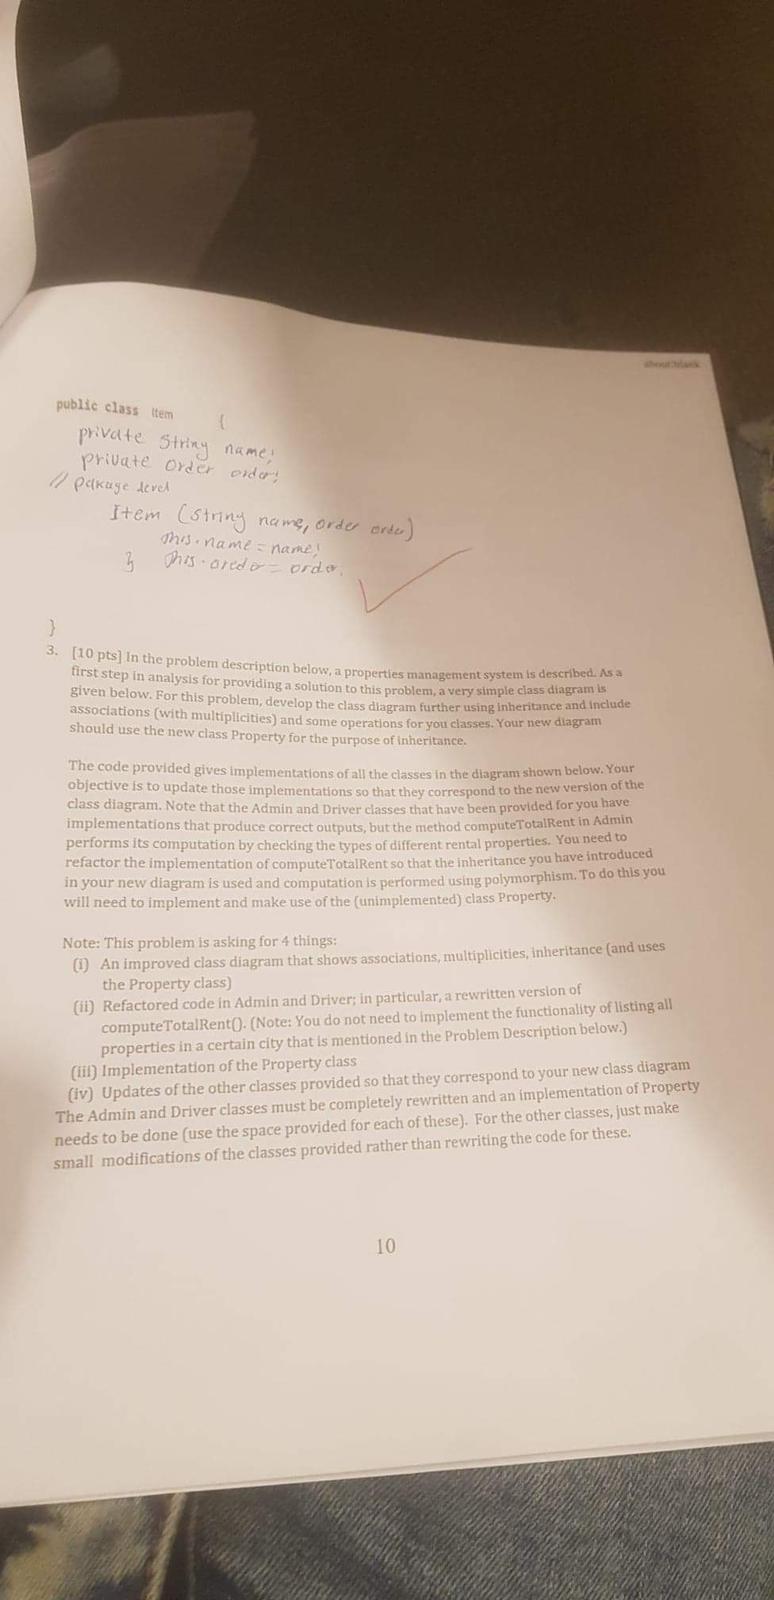 about:blank
public class Item {
private String name;
private Order order;
// pakage level
Item (String name, order order)
this.name = name;
} this.oredor = order.
}
3. [10 pts] In the problem description below, a properties management system is described. As a
first step in analysis for providing a solution to this problem, a very simple class diagram is
given below. For this problem, develop the class diagram further using inheritance and include
associations (with multiplicities) and some operations for you classes. Your new diagram
should use the new class Property for the purpose of inheritance.
The code provided gives implementations of all the classes in the diagram shown below. Your
objective is to update those implementations so that they correspond to the new version of the
class diagram. Note that the Admin and Driver classes that have been provided for you have
implementations that produce correct outputs, but the method computeTotalRent in Admin
performs its computation by checking the types of different rental properties. You need to
refactor the implementation of computeTotalRent so that the inheritance you have introduced
in your new diagram is used and computation is performed using polymorphism. To do this you
will need to implement and make use of the (unimplemented) class Property.
Note: This problem is asking for 4 things:
(i) An improved class diagram that shows associations, multiplicities, inheritance (and uses
the Property class)
(ii) Refactored code in Admin and Driver; in particular, a rewritten version of
computeTotalRent(). (Note: You do not need to implement the functionality of listing all
properties in a certain city that is mentioned in the Problem Description below.)
(iii) Implementation of the Property class
(iv) Updates of the other classes provided so that they correspond to your new class diagram
The Admin and Driver classes must be completely rewritten and an implementation of Property
needs to be done (use the space provided for each of these). For the other classes, just make
small modifications of the classes provided rather than rewriting the code for these.
10